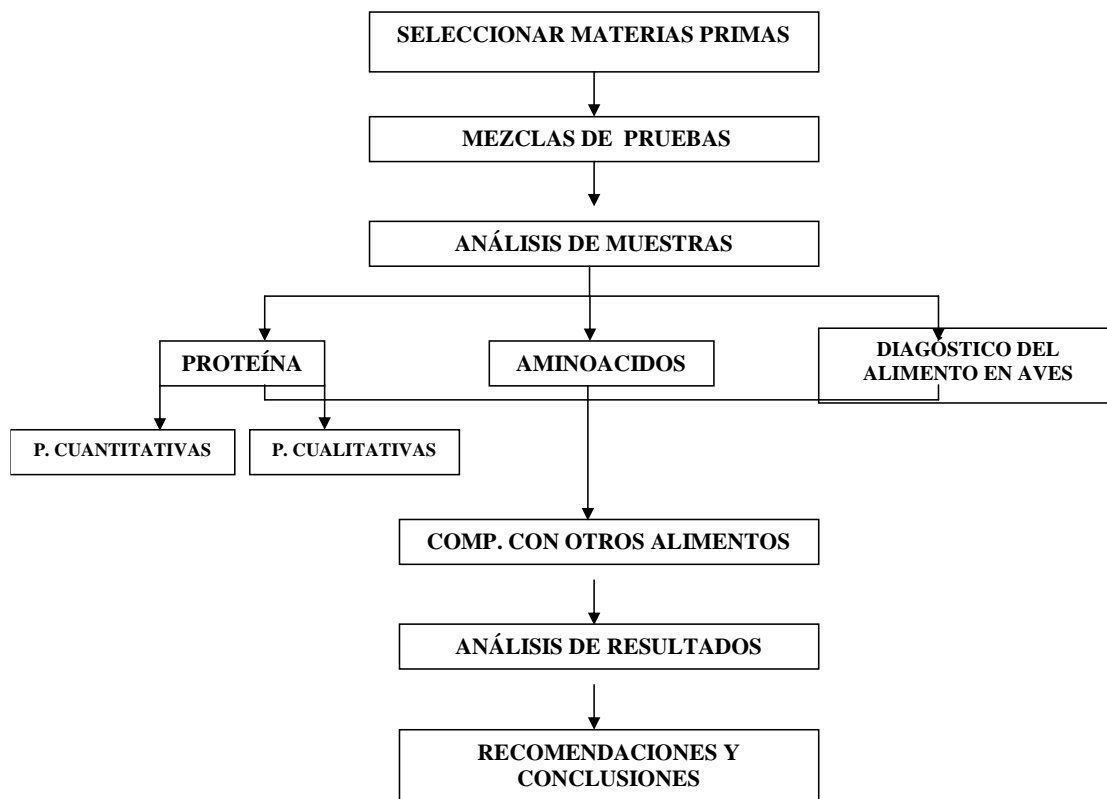 SELECCIONAR MATERIAS PRIMAS
MEZCLAS DE PRUEBAS
ANÁLISIS DE MUESTRAS
PROTEÍNA
AMINOACIDOS
DIAGÓSTICO DEL
ALIMENTO EN AVES
P. CUANTITATIVAS
P. CUALITATIVAS
COMP. CON OTROS ALIMENTOS
ANÁLISIS DE RESULTADOS
RECOMENDACIONES Y
CONCLUSIONES